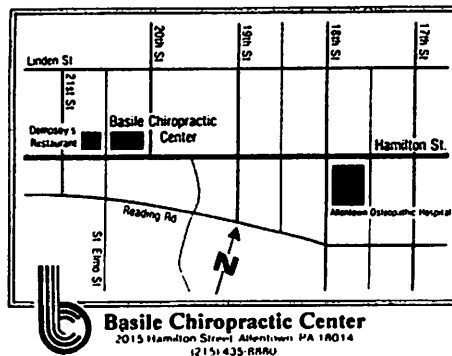 Linden St
21st St
20th St
19th St
18th St
17th St
Dempsey's
Restaurant
Basile Chiropractic
Center
Hamilton St.
Allentown Osteopathic Hospital
Reading Rd
St Elmo St
N
Basile Chiropractic Center
2015 Hamilton Street Allentown PA 18014
(215) 435-8880